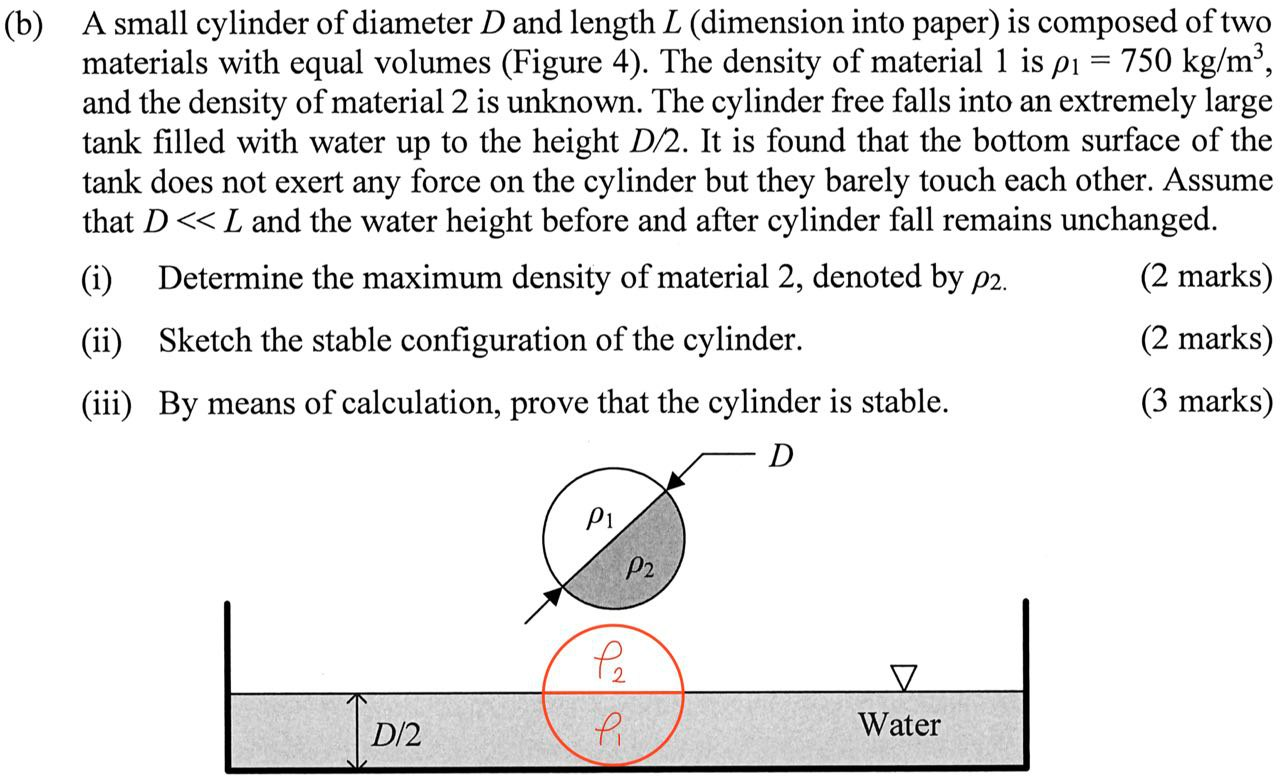 (b) A small cylinder of diameter D and length L (dimension into paper) is composed of two
materials with equal volumes (Figure 4). The density of material 1 is ρ₁ = 750 kg/m³,
and the density of material 2 is unknown. The cylinder free falls into an extremely large
tank filled with water up to the height D/2. It is found that the bottom surface of the
tank does not exert any force on the cylinder but they barely touch each other. Assume
that D << L and the water height before and after cylinder fall remains unchanged.
(i) Determine the maximum density of material 2, denoted by ρ₂. (2 marks)
(ii) Sketch the stable configuration of the cylinder. (2 marks)
(iii) By means of calculation, prove that the cylinder is stable. (3 marks)
D
ρ₁
ρ₂
ρ₂
D/2
ρ₁
Water